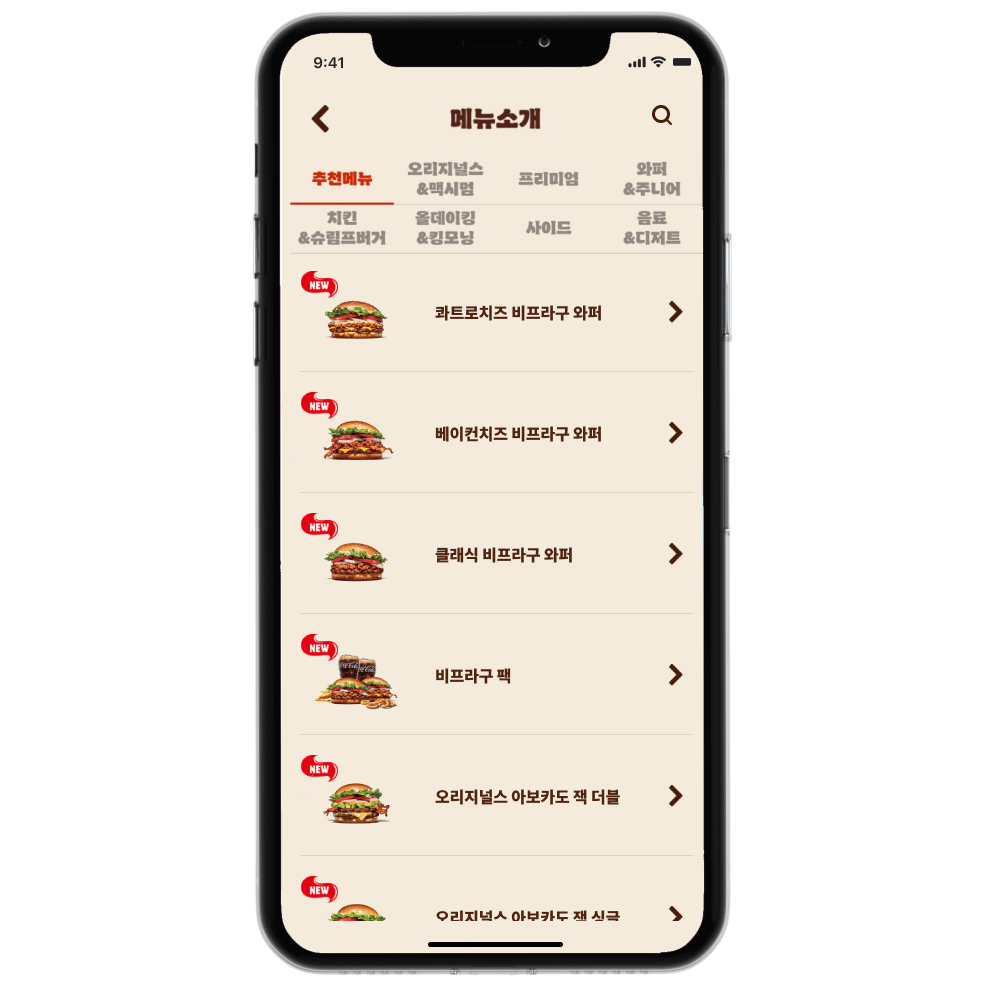 9:41
메뉴소개
추천메뉴
오리지널스
&맥시멈
프리미엄
와퍼
&주니어
치킨
&슈림프버거
올데이킹
&킹모닝
사이드
음료
&디저트
NEW
콰트로치즈 비프라구 와퍼
NEW
베이컨치즈 비프라구 와퍼
NEW
클래식 비프라구 와퍼
NEW
비프라구 팩
NEW
오리지널스 아보카도 잭 더블
NEW
오리지널스 아보카도 잭 싱글